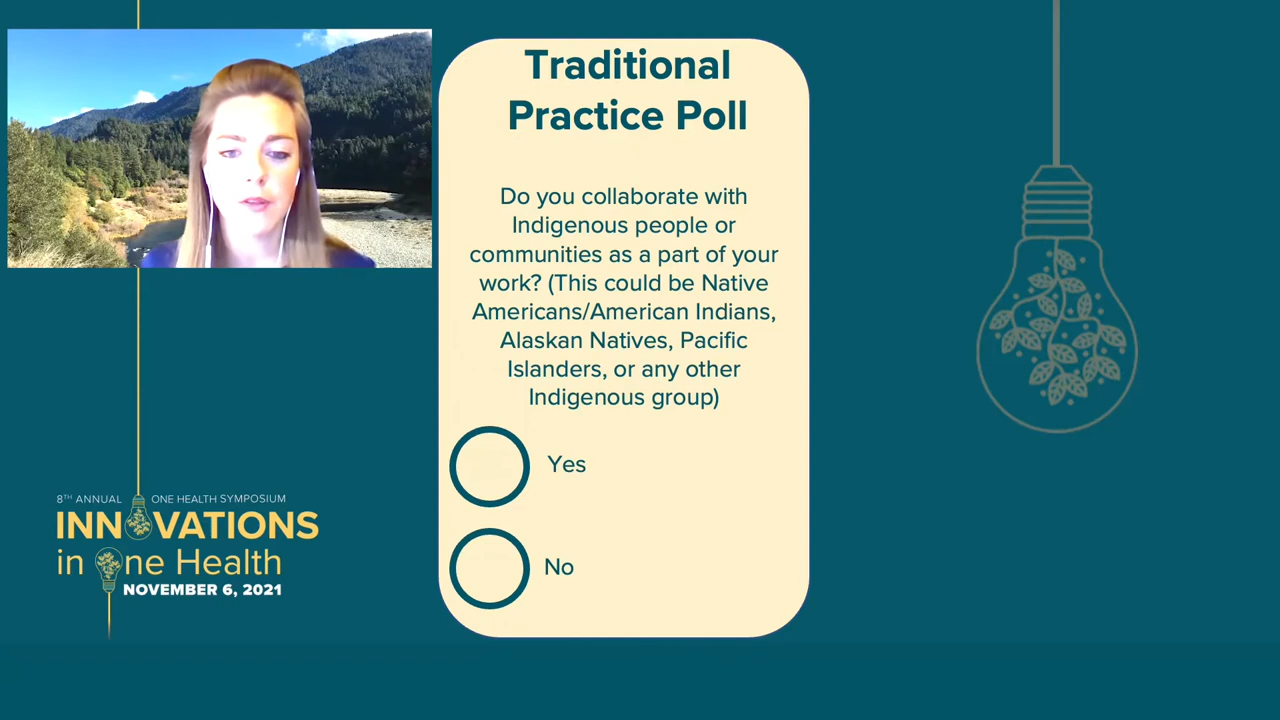 Traditional
Practice Poll
Do you collaborate with
Indigenous people or
communities as a part of your
work? (This could be Native
Americans/American Indians,
Alaskan Natives, Pacific
Islanders, or any other
Indigenous group)
Yes
No
8TH ANNUAL ONE HEALTH SYMPOSIUM
INNOVATIONS
in One Health
NOVEMBER 6, 2021